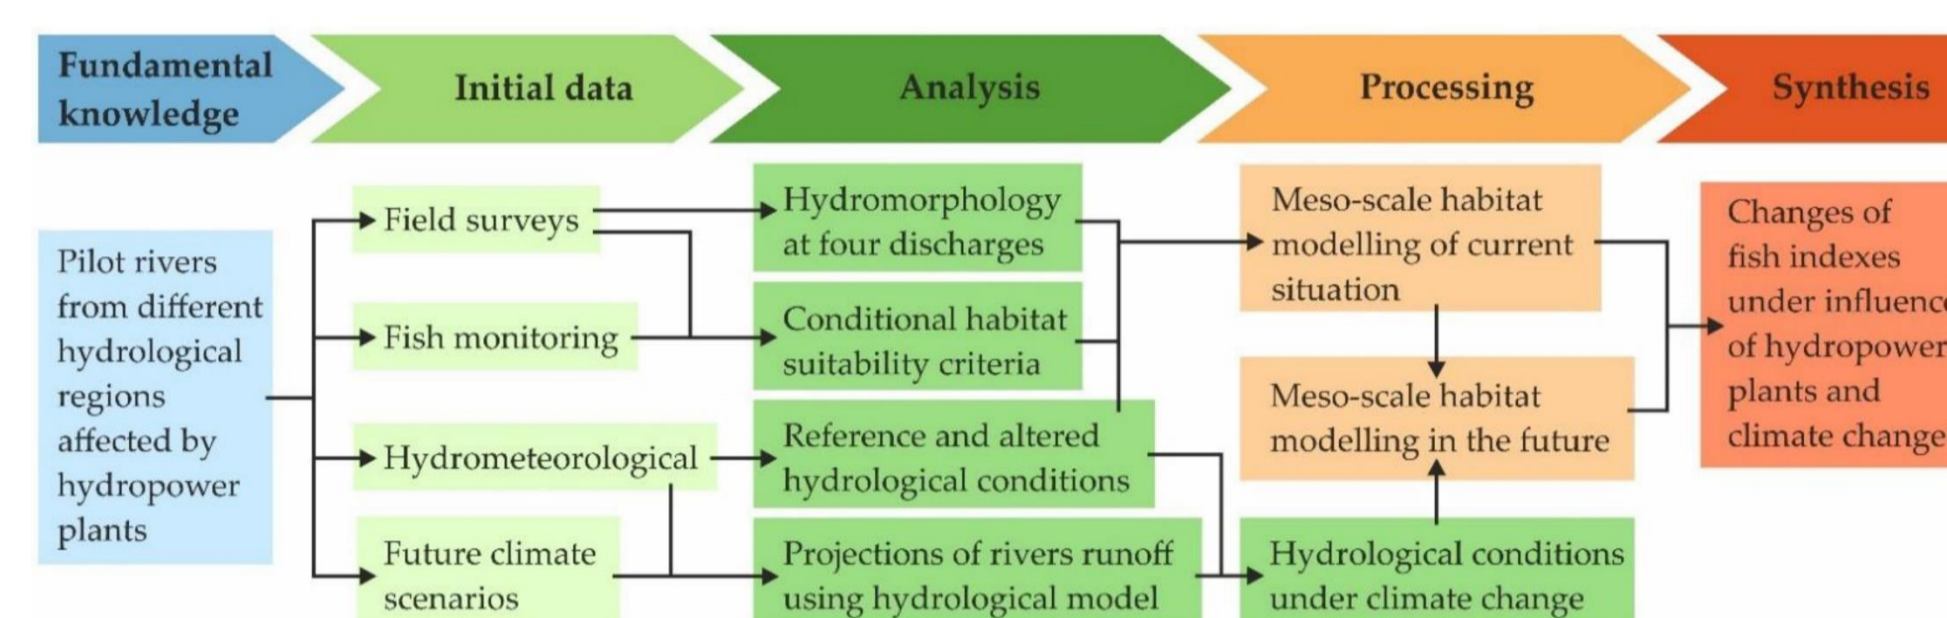 Fundamental
knowledge
Initial data
Analysis
Processing
Synthesis
Pilot rivers
from different
hydrological
regions
affected by
hydropower
plants
Field surveys
Fish monitoring
Hydrometeorological
Future climate
scenarios
Hydromorphology
at four discharges
Conditional habitat
suitability criteria
Reference and altered
hydrological conditions
Projections of rivers runoff
using hydrological model
Meso-scale habitat
modelling of current
situation
Meso-scale habitat
modelling in the future
Hydrological conditions
under climate change
Changes of
fish indexes
under influence
of hydropower
plants and
climate change